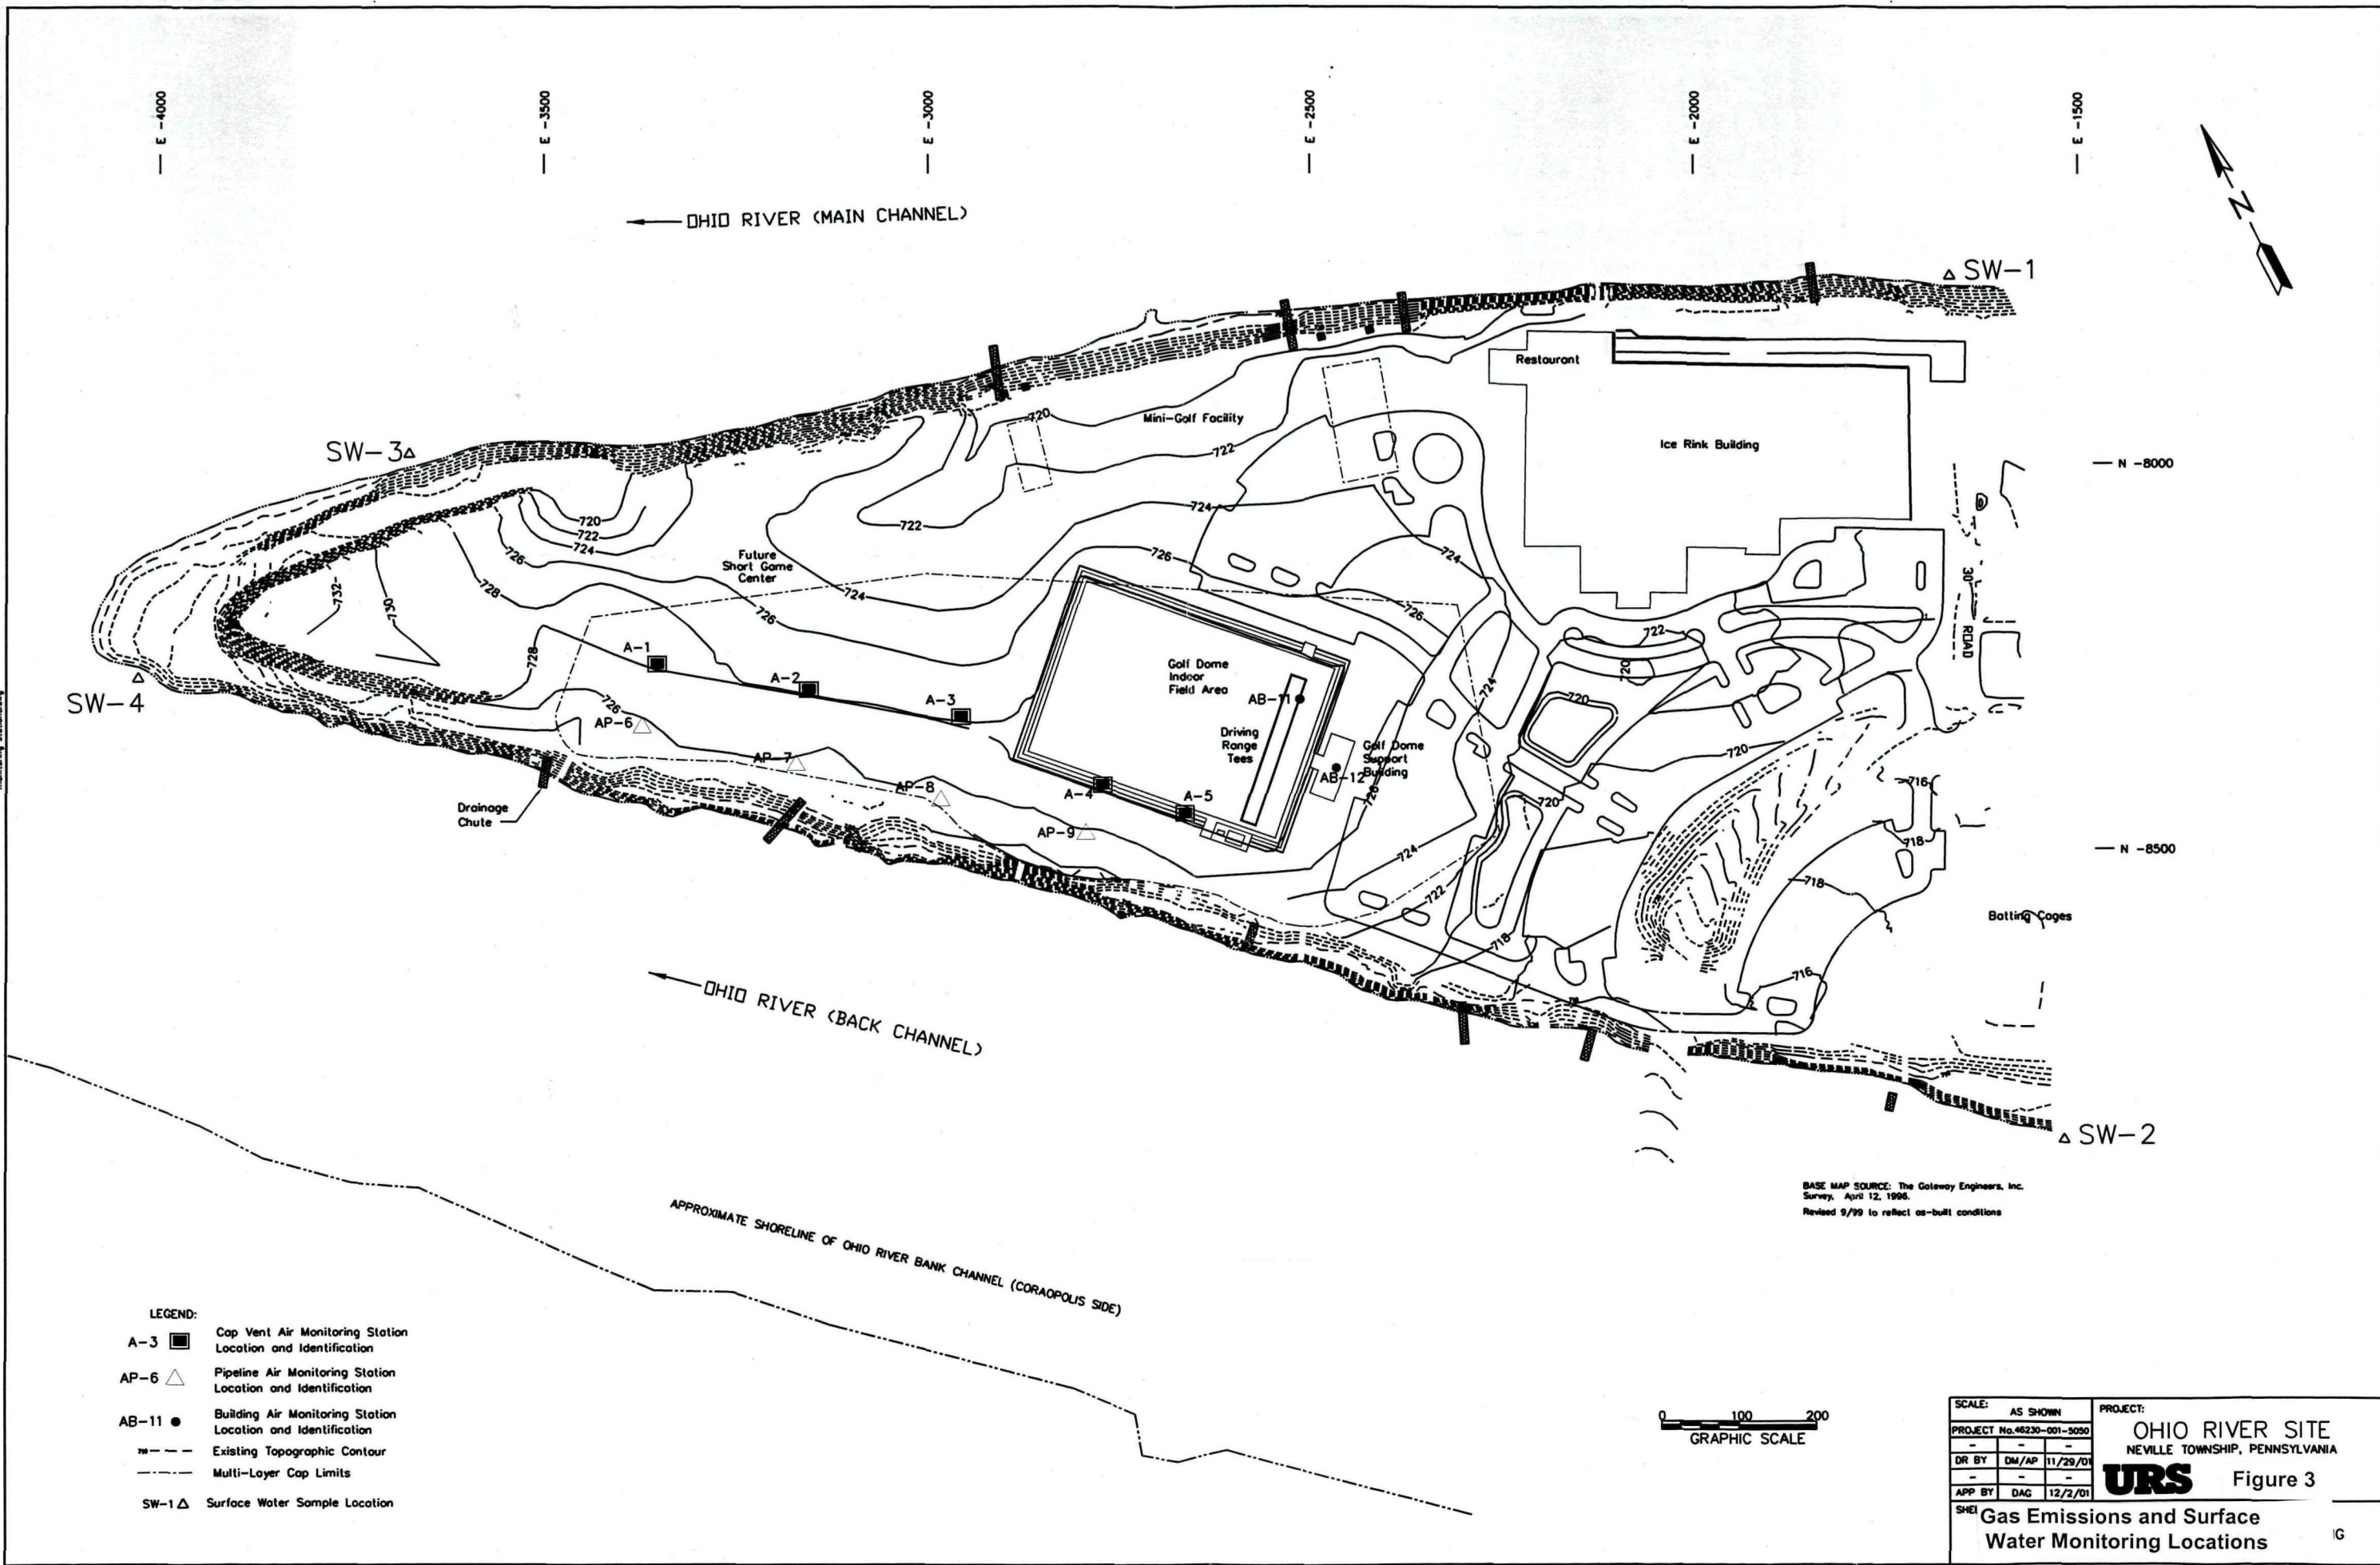 E -4000
E -3500
E -3000
E -2500
E -2000
E -1500
N
OHIO RIVER (MAIN CHANNEL)
SW-1
Restaurant
Ice Rink Building
Mini-Golf Facility
720
722
N -8000
SW-3
724
722
720
722
724
726
Future
Short Game
Center
724
726
724
728
732
730
726
726
722
720
30
ROAD
A-1
728
A-2
A-3
Golf Dome
Indoor
Field Area
AB-11
724
720
SW-4
726
AP-6
Driving
Range
Tees
Golf Dome
Support
Building
AB-12
720
AP-7
AP-8
A-4
A-5
726
720
716
Drainage
Chute
AP-9
718
724
N -8500
722
718
Batting Cages
718
716
OHIO RIVER (BACK CHANNEL)
SW-2
BASE MAP SOURCE: The Gateway Engineers, Inc.
Survey, April 12, 1996.
Revised 9/99 to reflect as-built conditions
APPROXIMATE SHORELINE OF OHIO RIVER BANK CHANNEL (CORAOPOLIS SIDE)
LEGEND:
A-3 Cap Vent Air Monitoring Station
Location and Identification
AP-6 Pipeline Air Monitoring Station
Location and Identification
AB-11 Building Air Monitoring Station
Location and Identification
Existing Topographic Contour
Multi-Layer Cap Limits
SW-1 Surface Water Sample Location
0 100 200
GRAPHIC SCALE
SCALE: AS SHOWN
PROJECT No.46230-001-5050
- - -
DR BY DM/AP 11/29/01
- - -
APP BY DAG 12/2/01
PROJECT:
OHIO RIVER SITE
NEVILLE TOWNSHIP, PENNSYLVANIA
URS Figure 3
SHEI Gas Emissions and Surface
Water Monitoring Locations
IG